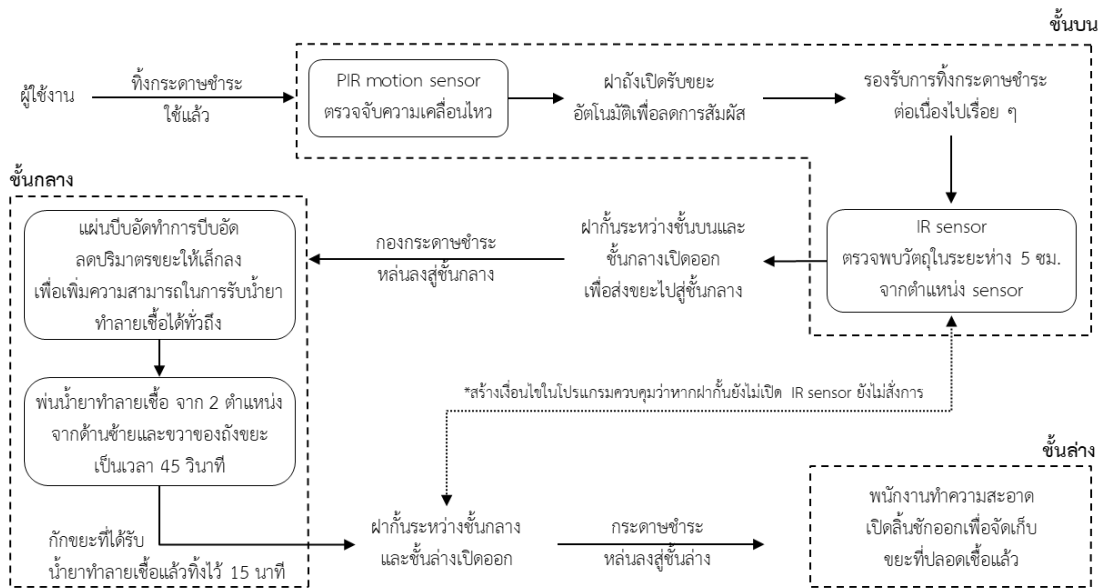 ชั้นบน
ผู้ใช้งาน
ทิ้งกระดาษชำระ
ใช้แล้ว
PIR motion sensor
ตรวจจับความเคลื่อนไหว
ฝาถังเปิดรับขยะ
อัตโนมัติเพื่อลดการสัมผัส
รองรับการทิ้งกระดาษชำระ
ต่อเนื่องไปเรื่อย ๆ
IR sensor
ตรวจพบวัตถุในระยะห่าง 5 ซม.
จากตำแหน่ง sensor
ฝากั้นระหว่างชั้นบนและ
ชั้นกลางเปิดออก
เพื่อส่งขยะไปสู่ชั้นกลาง
กองกระดาษชำระ
หล่นลงสู่ชั้นกลาง
ชั้นกลาง
แผ่นบีบอัดทำการบีบอัด
ลดปริมาตรขยะให้เล็กลง
เพื่อเพิ่มความสามารถในการรับน้ำยา
ทำลายเชื้อได้ทั่วถึง
พ่นน้ำยาทำลายเชื้อ จาก 2 ตำแหน่ง
จากด้านซ้ายและขวาของถังขยะ
เป็นเวลา 45 วินาที
กักขยะที่ได้รับ
น้ำยาทำลายเชื้อแล้วทิ้งไว้ 15 นาที
*สร้างเงื่อนไขในโปรแกรมควบคุมว่าหากฝากั้นยังไม่เปิด IR sensor ยังไม่สั่งการ
ฝากั้นระหว่างชั้นกลาง
และชั้นล่างเปิดออก
กระดาษชำระ
หล่นลงสู่ชั้นล่าง
ชั้นล่าง
พนักงานทำความสะอาด
เปิดลิ้นชักออกเพื่อจัดเก็บ
ขยะที่ปลอดเชื้อแล้ว